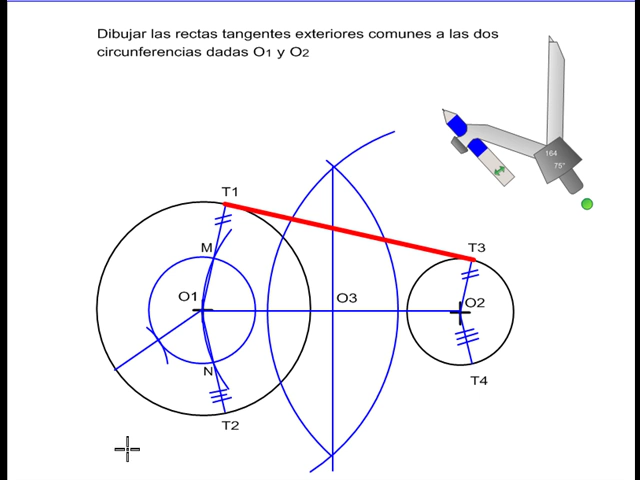 Dibujar las rectas tangentes exteriores comunes a las dos
circunferencias dadas O1 y O2
164
75°
T1
M
T3
O1
O3
O2
N
T4
T2